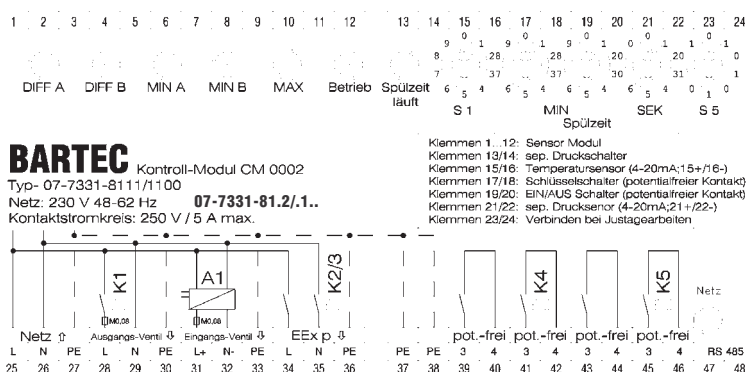 1 2 3 4 5 6 7 8 9 10 11 12 13 14 15 16 17 18 19 20 21 22 23 24
DIFF A DIFF B MIN A MIN B MAX Betrieb Spülzeit läuft
S 1 MIN SEK S 5
Spülzeit
BARTEC Kontroll-Modul CM 0002
Typ- 07-7331-8111/1100
Netz: 230 V 48-62 Hz 07-7331-81.2/.1..
Kontaktstromkreis: 250 V / 5 A max.
Klemmen 1...12: Sensor Modul
Klemmen 13/14: sep. Druckschalter
Klemmen 15/16: Temperatursensor (4-20mA;15+/16-)
Klemmen 17/18: Schlüsselschalter (potentialfreier Kontakt)
Klemmen 19/20: EIN/AUS Schalter (potentialfreier Kontakt)
Klemmen 21/22: sep. Drucksenor (4-20mA;21+/22-)
Klemmen 23/24: Verbinden bei Justagearbeiten
K1 A1 K2/3 K4 K5
Netz
M0,08 M0,08
Netz ⇧ Ausgangs-Ventil ⇩ Eingangs-Ventil ⇩ EEx p ⇩ pot.-frei pot.-frei pot.-frei pot.-frei
L N PE L N PE L+ N- PE L N PE PE PE 3 4 3 4 3 4 3 4 RS 485
25 26 27 28 29 30 31 32 33 34 35 36 37 38 39 40 41 42 43 44 45 46 47 48